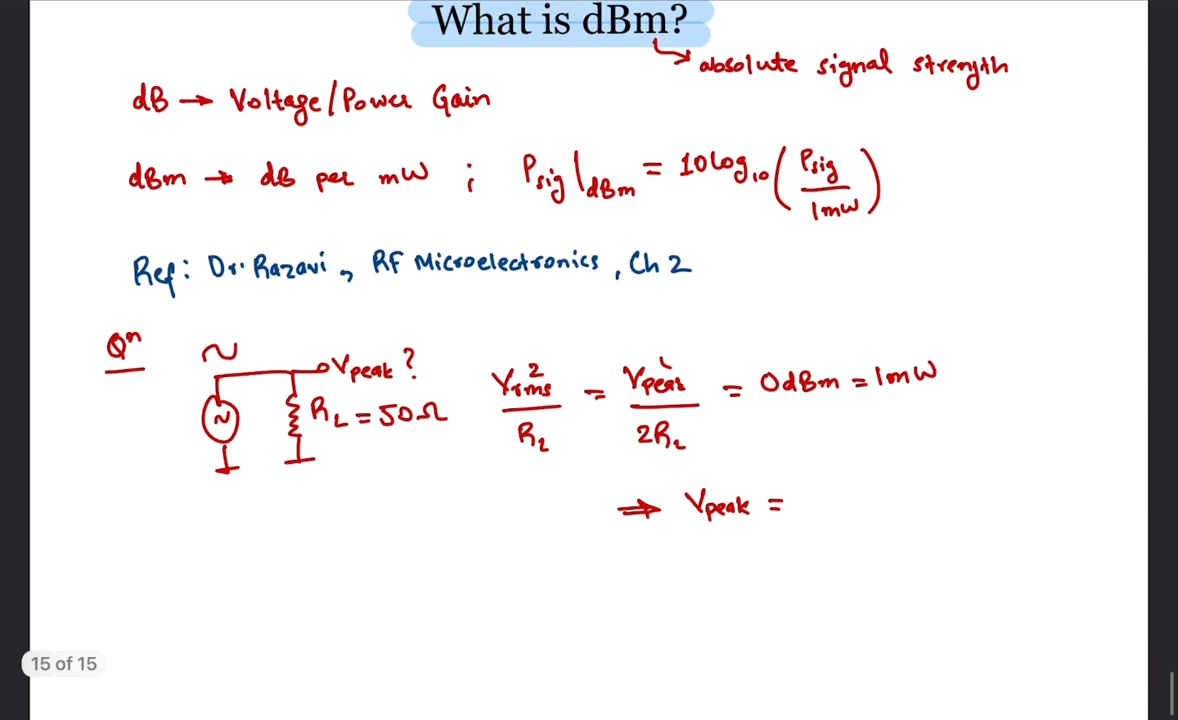 What is dBm?
↳ absolute signal strength
dB → Voltage/Power Gain
dBm → dB per mW ; Psig|dBm = 10log₁₀(Psig/1mW)
Ref: Dr. Razavi, RF Microelectronics, Ch 2
Qn
Vpeak?
RL = 50Ω
Vrms²/RL = Vpeak²/2RL = 0dBm = 1mW
⇒ Vpeak =
15 of 15